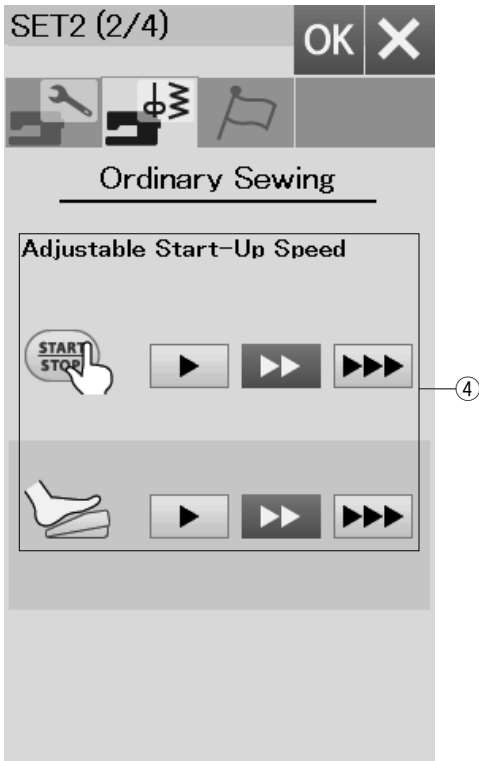 SET2 (2/4)
OK
Ordinary Sewing
Adjustable Start-Up Speed
START
STOP
④